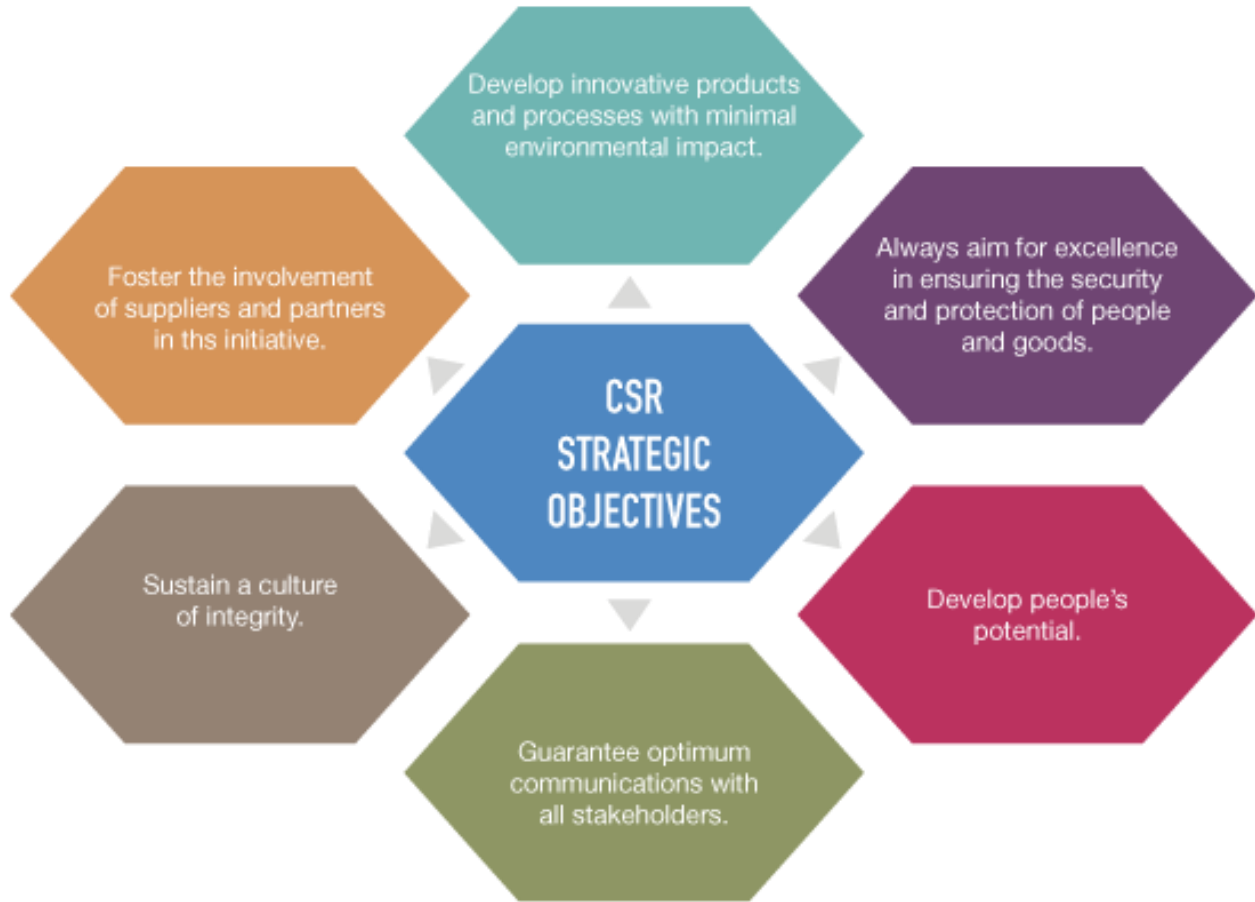 Develop innovative products
and processes with minimal
environmental impact.
Foster the involvement
of suppliers and partners
in ths initiative.
Always aim for excellence
in ensuring the security
and protection of people
and goods.
CSR
STRATEGIC
OBJECTIVES
Sustain a culture
of integrity.
Develop people’s
potential.
Guarantee optimum
communications with
all stakeholders.